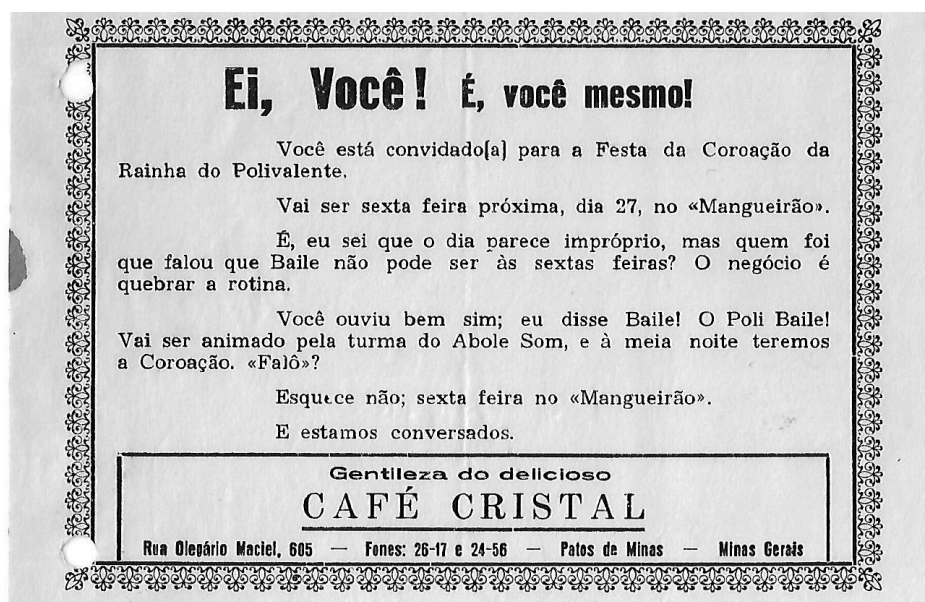 Ei, Você! É, você mesmo!
Você está convidado(a) para a Festa da Coroação da
Rainha do Polivalente.
Vai ser sexta feira próxima, dia 27, no «Mangueirão».
É, eu sei que o dia parece impróprio, mas quem foi
que falou que Baile não pode ser às sextas feiras? O negócio é
quebrar a rotina.
Você ouviu bem sim; eu disse Baile! O Poli Baile!
Vai ser animado pela turma do Abole Som, e à meia noite teremos
a Coroação. «Falô»?
Esquece não; sexta feira no «Mangueirão».
E estamos conversados.
Gentileza do delicioso
CAFÉ CRISTAL
Rua Olegário Maciel, 605 — Fones: 26-17 e 24-56 — Patos de Minas — Minas Gerais